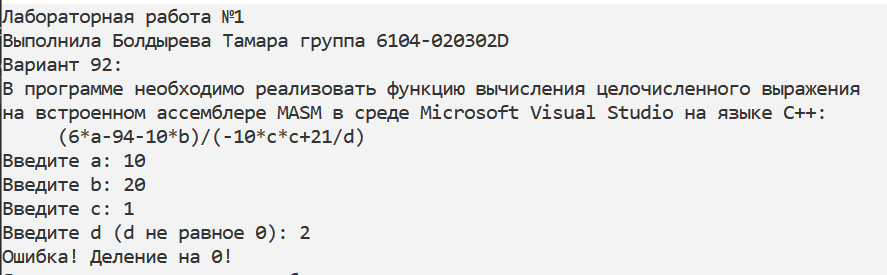 Лабораторная работа №1
Выполнила Болдырева Тамара группа 6104-020302D
Вариант 92:
В программе необходимо реализовать функцию вычисления целочисленного выражения
на встроенном ассемблере MASM в среде Microsoft Visual Studio на языке C++:
(6*a-94-10*b)/(-10*c*c+21/d)
Введите a: 10
Введите b: 20
Введите c: 1
Введите d (d не равное 0): 2
Ошибка! Деление на 0!